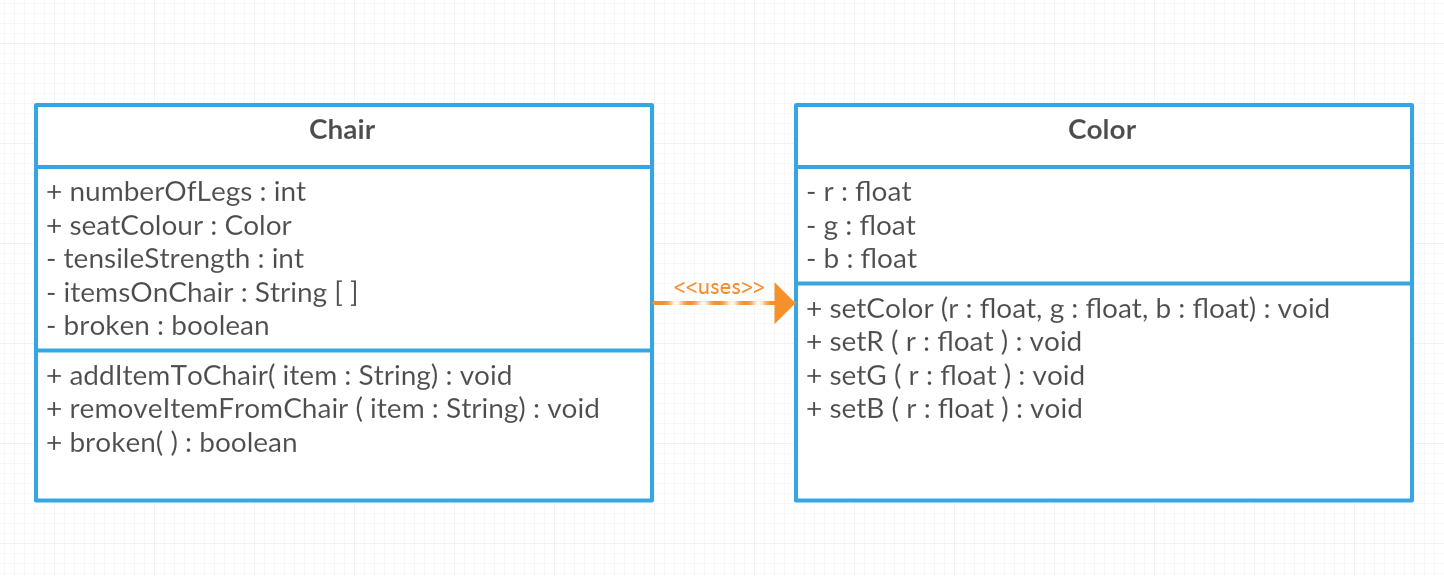 Chair
+ numberOfLegs : int
+ seatColour : Color
- tensileStrength : int
- itemsOnChair : String [ ]
- broken : boolean
+ addItemToChair( item : String) : void
+ removeItemFromChair ( item : String) : void
+ broken( ) : boolean
<<uses>>
Color
- r : float
- g : float
- b : float
+ setColor (r : float, g : float, b : float) : void
+ setR ( r : float ) : void
+ setG ( r : float ) : void
+ setB ( r : float ) : void